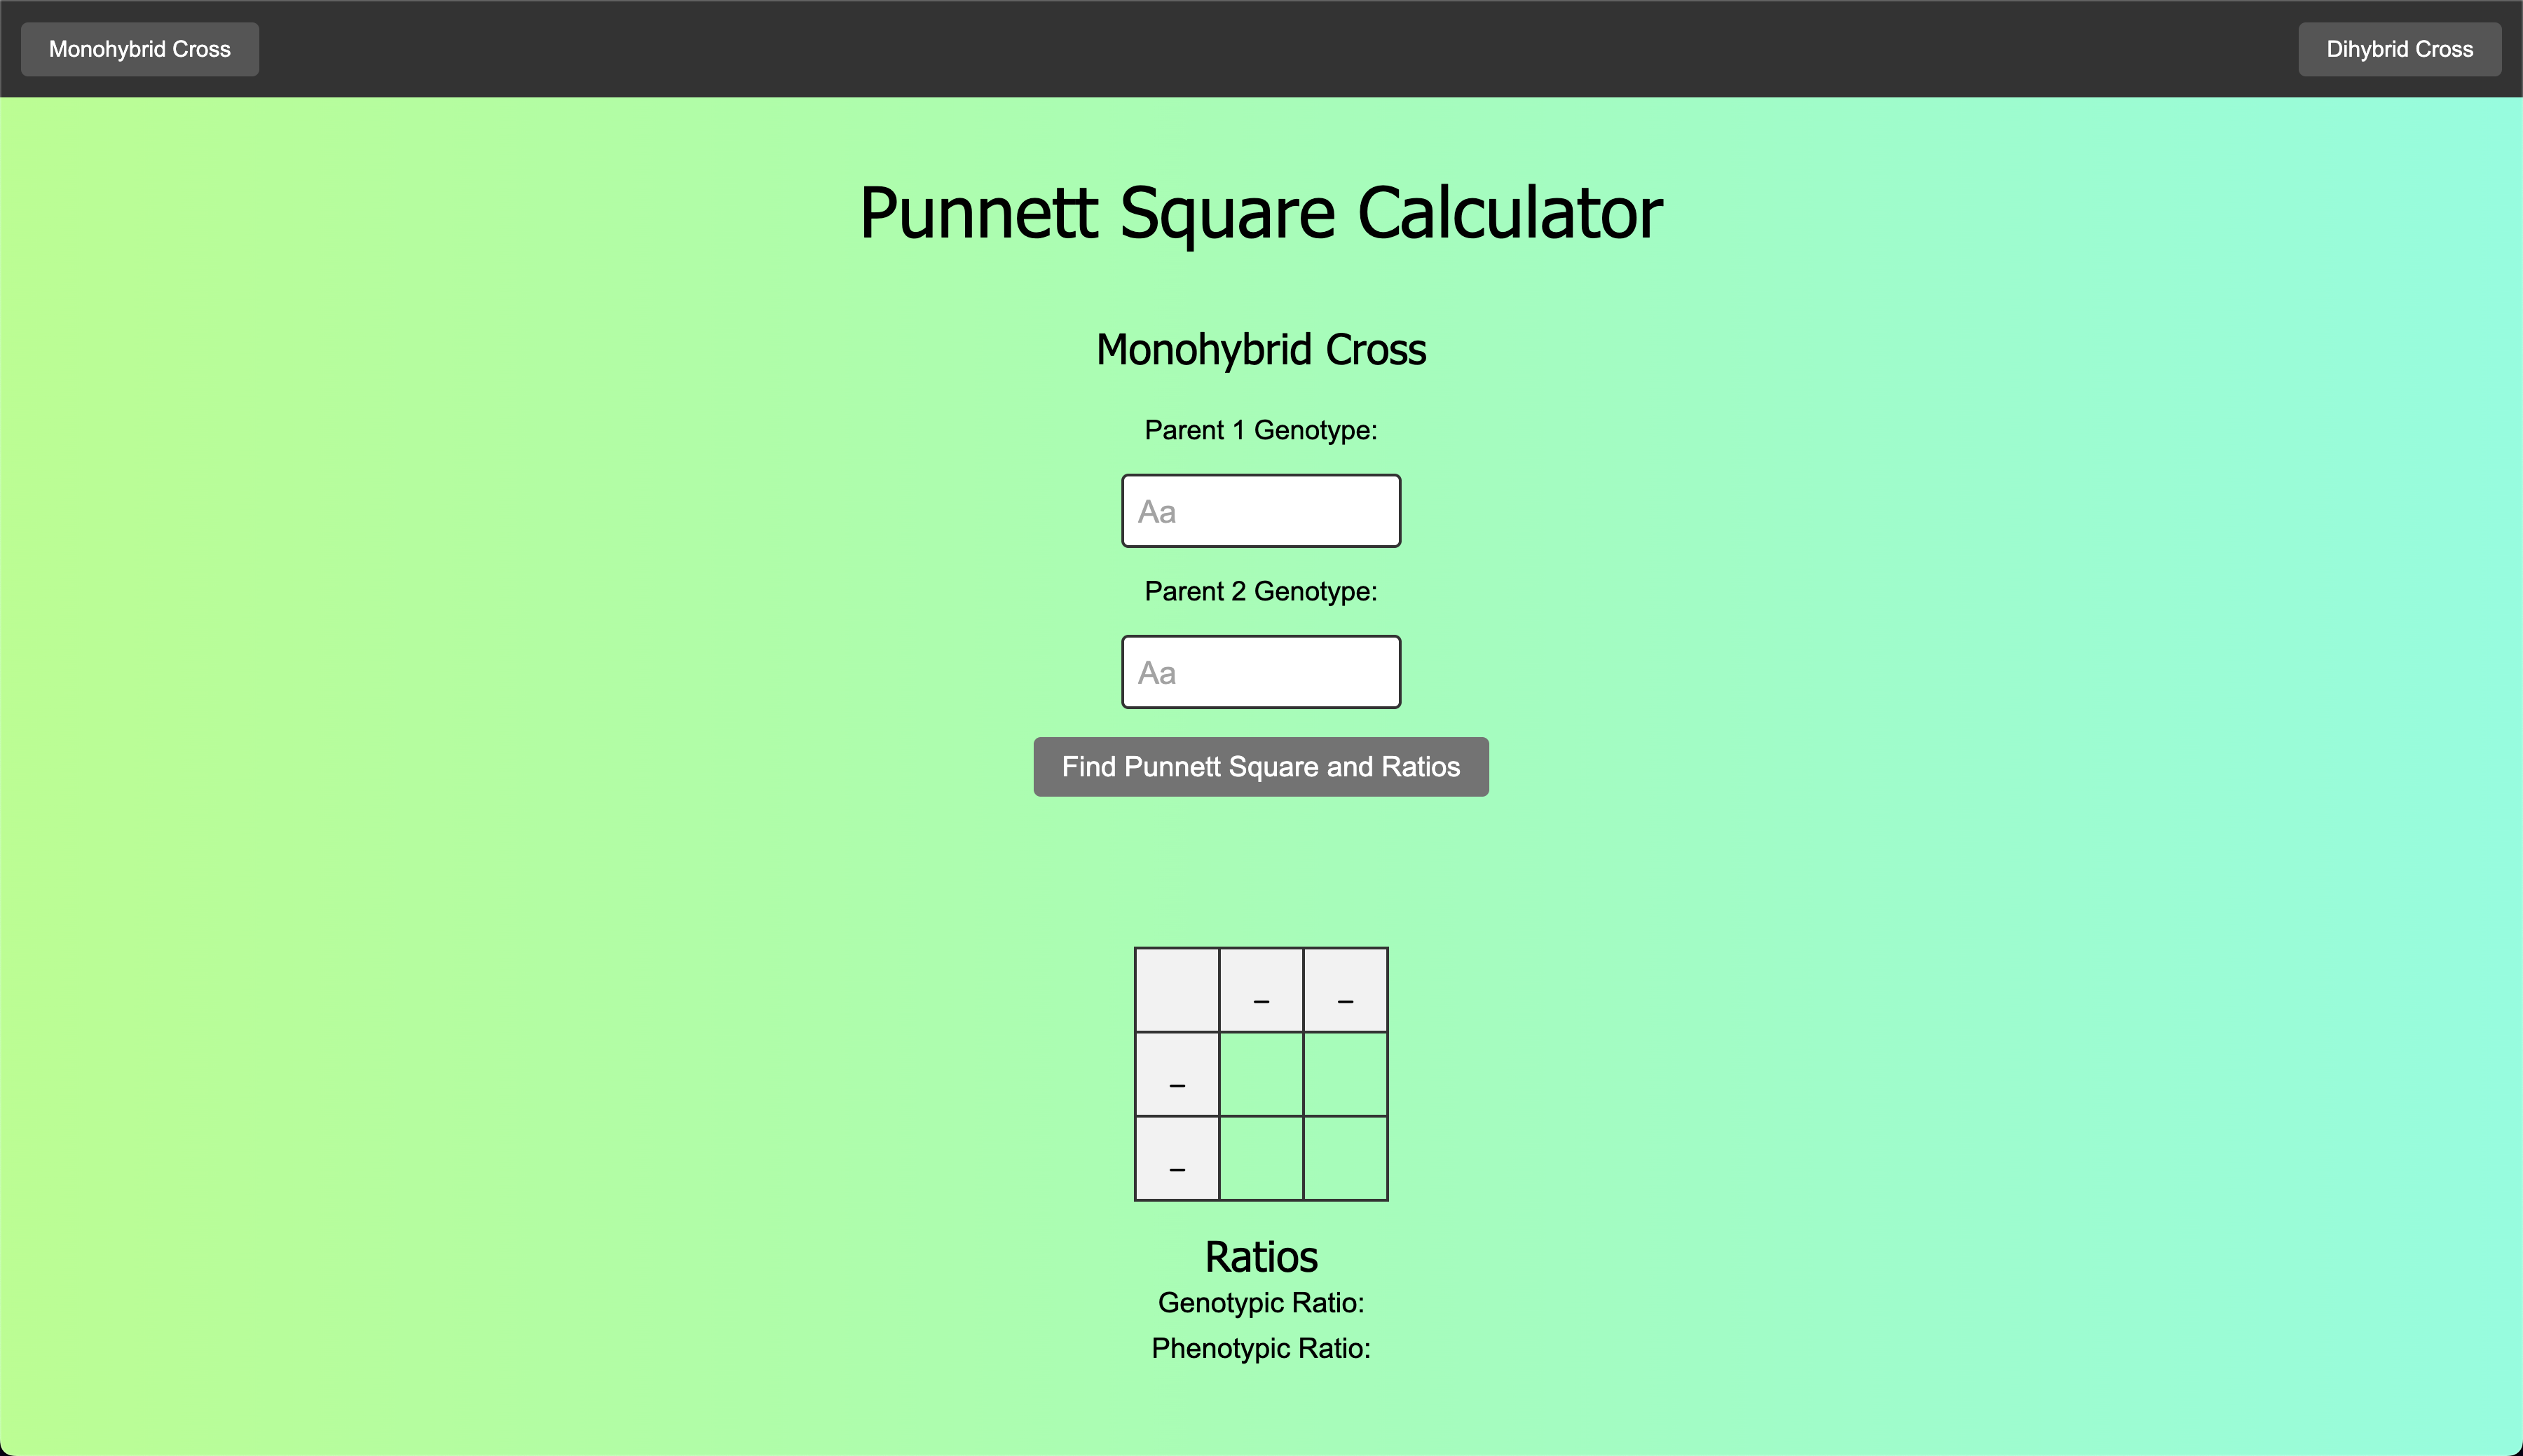 Monohybrid Cross
Dihybrid Cross
Punnett Square Calculator
Monohybrid Cross
Parent 1 Genotype:
Aa
Parent 2 Genotype:
Aa
Find Punnett Square and Ratios
_ _
_
_
Ratios
Genotypic Ratio:
Phenotypic Ratio: